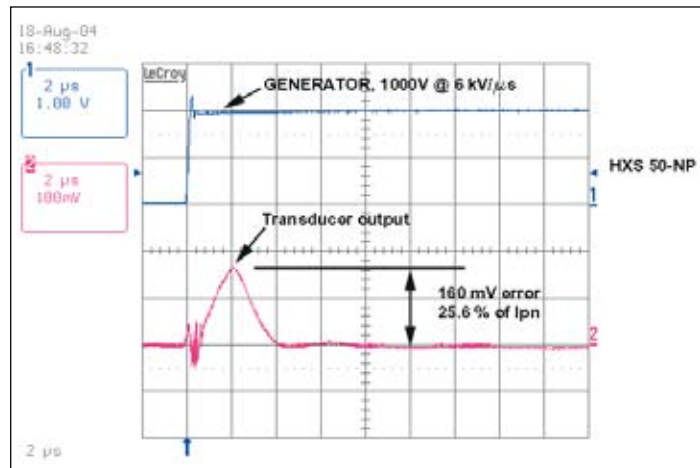 18-Aug-04
16:48:32
1
2 µs
1.00 V
2
2 µs
100mV
LeCroy
GENERATOR, 1000V @ 6 kV/µs
HXS 50-NP
1
Transducer output
160 mV error
25.6 % of Ipn
2
2 µs